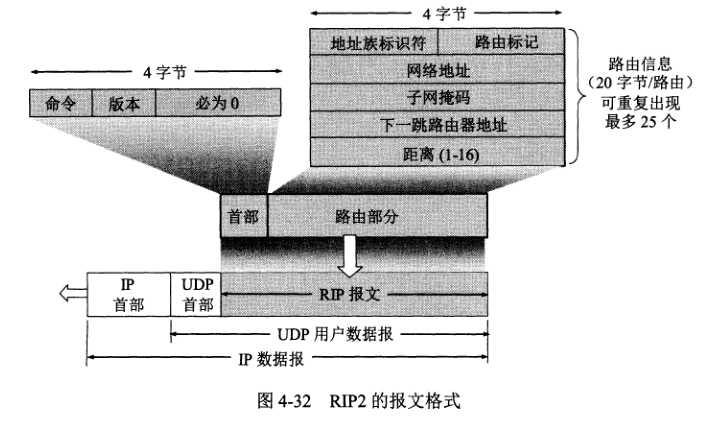 4 字节
地址族标识符 路由标记
网络地址
子网掩码
下一跳路由器地址
距离 (1-16)
路由信息
(20 字节/路由)
可重复出现
最多 25 个
4 字节
命令 版本 必为 0
首部 路由部分
IP
首部
UDP
首部
RIP 报文
UDP 用户数据报
IP 数据报
图 4-32 RIP2 的报文格式